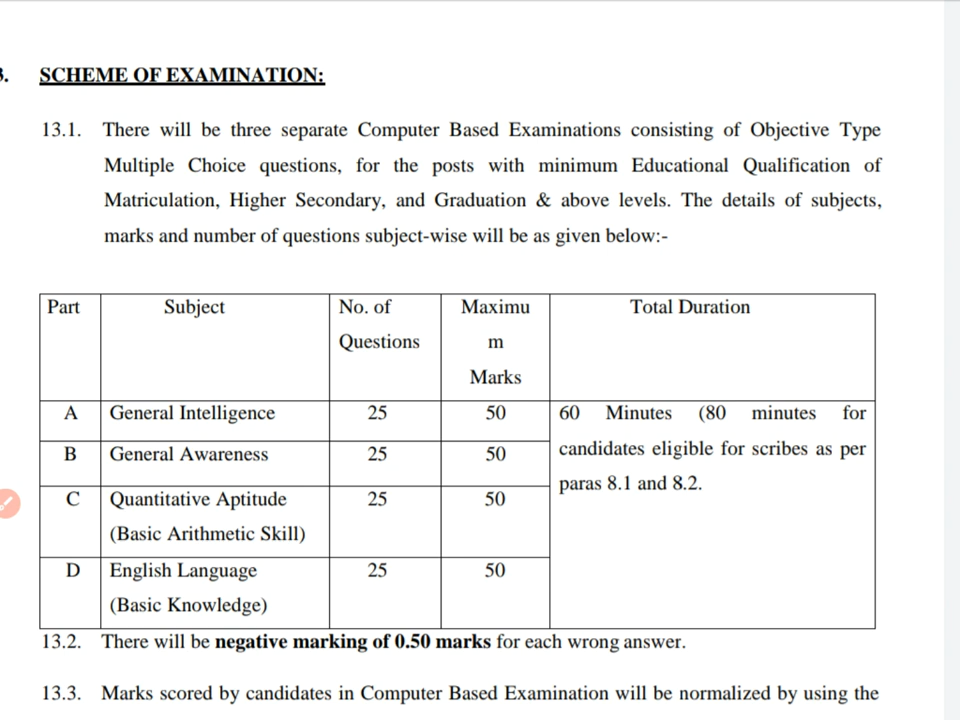 3. SCHEME OF EXAMINATION:
13.1. There will be three separate Computer Based Examinations consisting of Objective Type
Multiple Choice questions, for the posts with minimum Educational Qualification of
Matriculation, Higher Secondary, and Graduation & above levels. The details of subjects,
marks and number of questions subject-wise will be as given below:-
Part Subject No. of Questions Maximu m Marks Total Duration
A General Intelligence 25 50 60 Minutes (80 minutes for
B General Awareness 25 50 candidates eligible for scribes as per
paras 8.1 and 8.2.
C Quantitative Aptitude 25 50
(Basic Arithmetic Skill)
D English Language 25 50
(Basic Knowledge)
13.2. There will be negative marking of 0.50 marks for each wrong answer.
13.3. Marks scored by candidates in Computer Based Examination will be normalized by using the